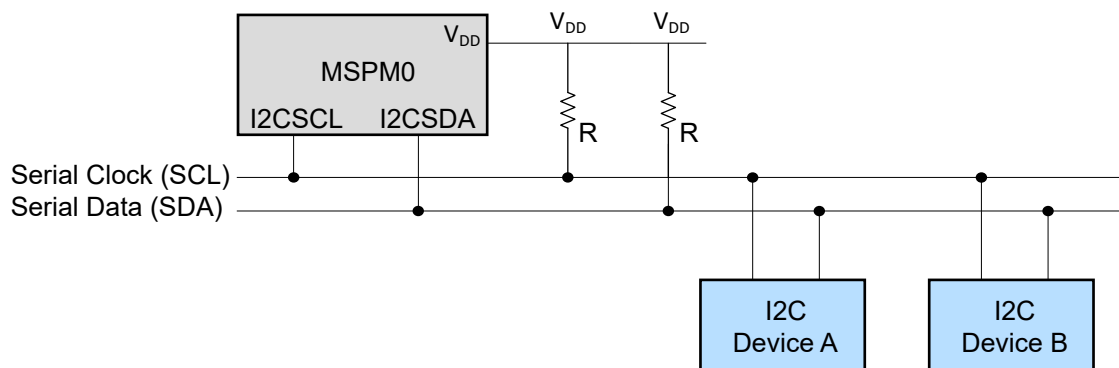 V_DD V_DD
V_DD
MSPM0
I2CSCL I2CSDA
R R
Serial Clock (SCL)
Serial Data (SDA)
I2C
Device A
I2C
Device B